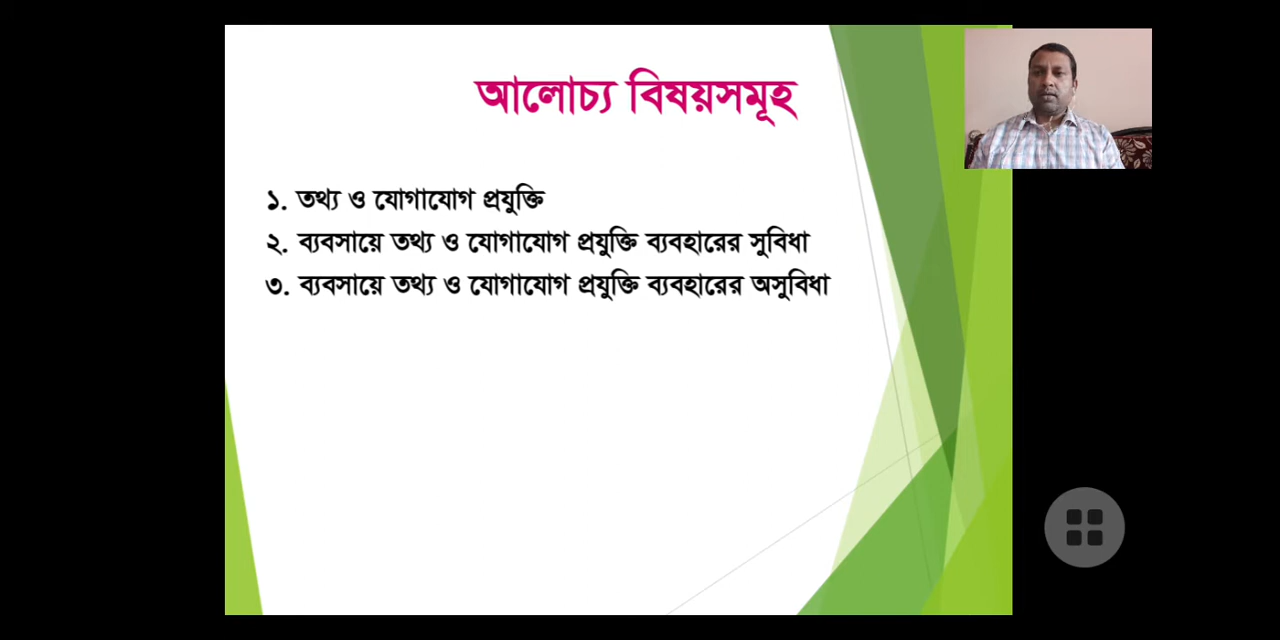 আলোচ্য বিষয়সমূহ
১. তথ্য ও যোগাযোগ প্রযুক্তি
২. ব্যবসায়ে তথ্য ও যোগাযোগ প্রযুক্তি ব্যবহারের সুবিধা
৩. ব্যবসায়ে তথ্য ও যোগাযোগ প্রযুক্তি ব্যবহারের অসুবিধা